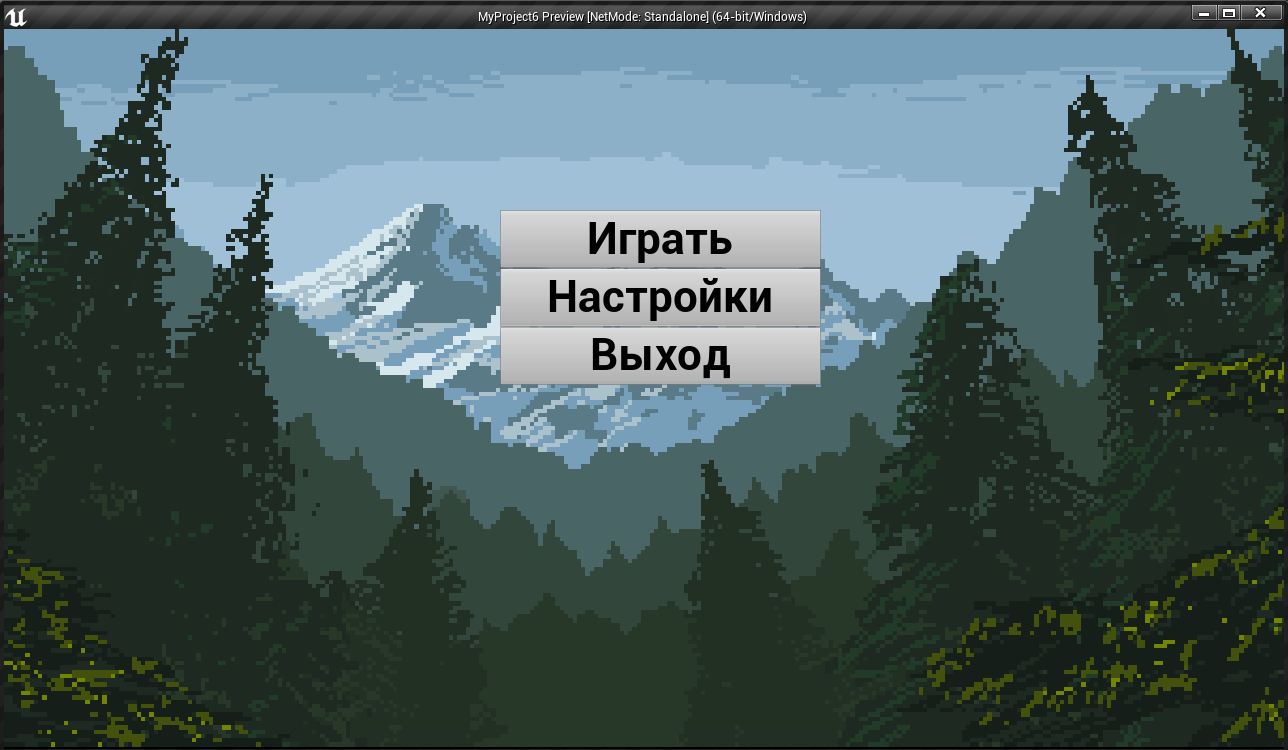 MyProject6 Preview [NetMode: Standalone] (64-bit/Windows)
Играть
Настройки
Выход